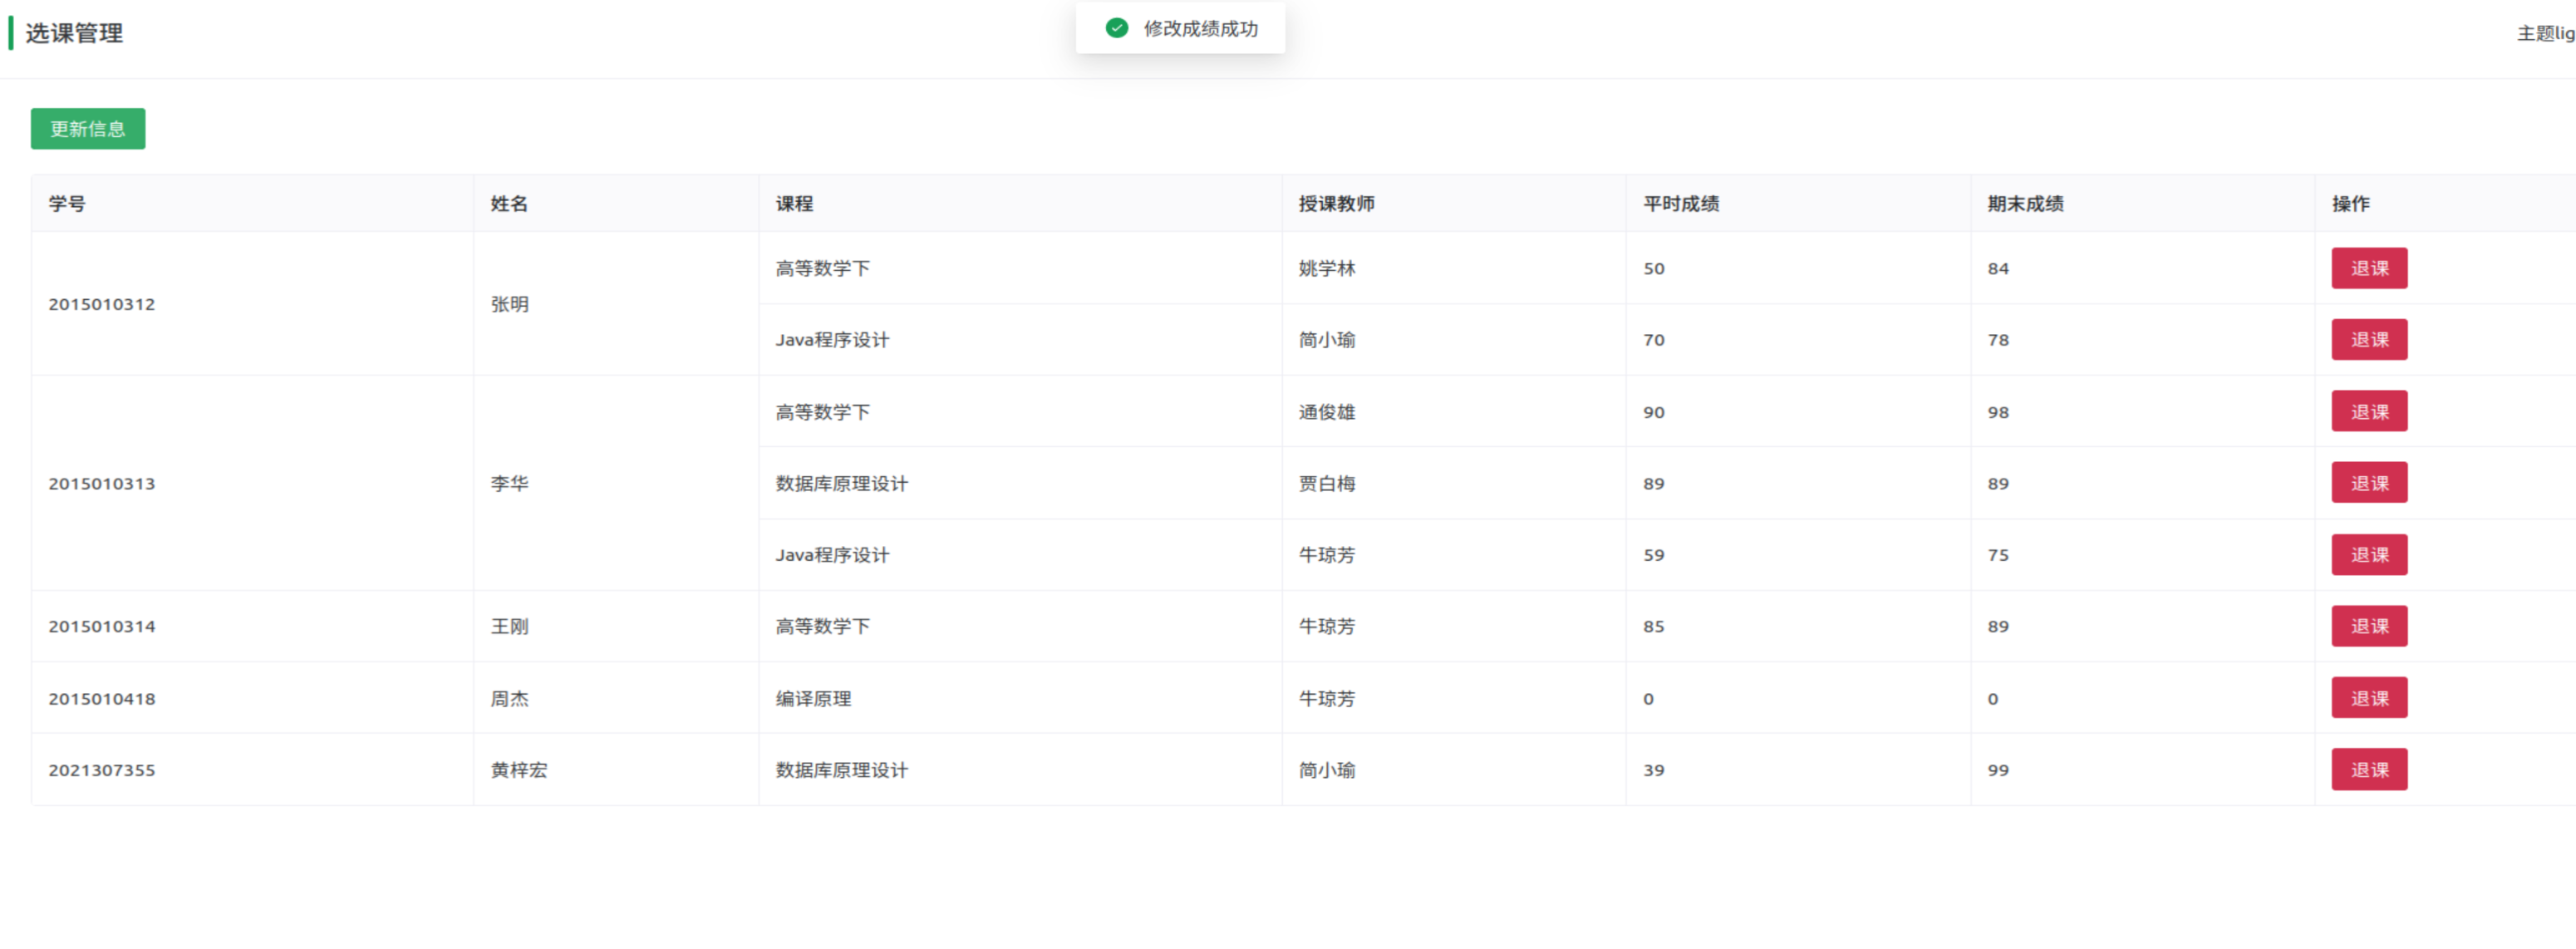 选课管理
修改成绩成功
主题lig
更新信息
学号 姓名 课程 授课教师 平时成绩 期末成绩 操作
2015010312 张明 高等数学下 姚学林 50 84 退课
Java程序设计 简小瑜 70 78 退课
2015010313 李华 高等数学下 通俊雄 90 98 退课
数据库原理设计 贾白梅 89 89 退课
Java程序设计 牛琼芳 59 75 退课
2015010314 王刚 高等数学下 牛琼芳 85 89 退课
2015010418 周杰 编译原理 牛琼芳 0 0 退课
2021307355 黄梓宏 数据库原理设计 简小瑜 39 99 退课